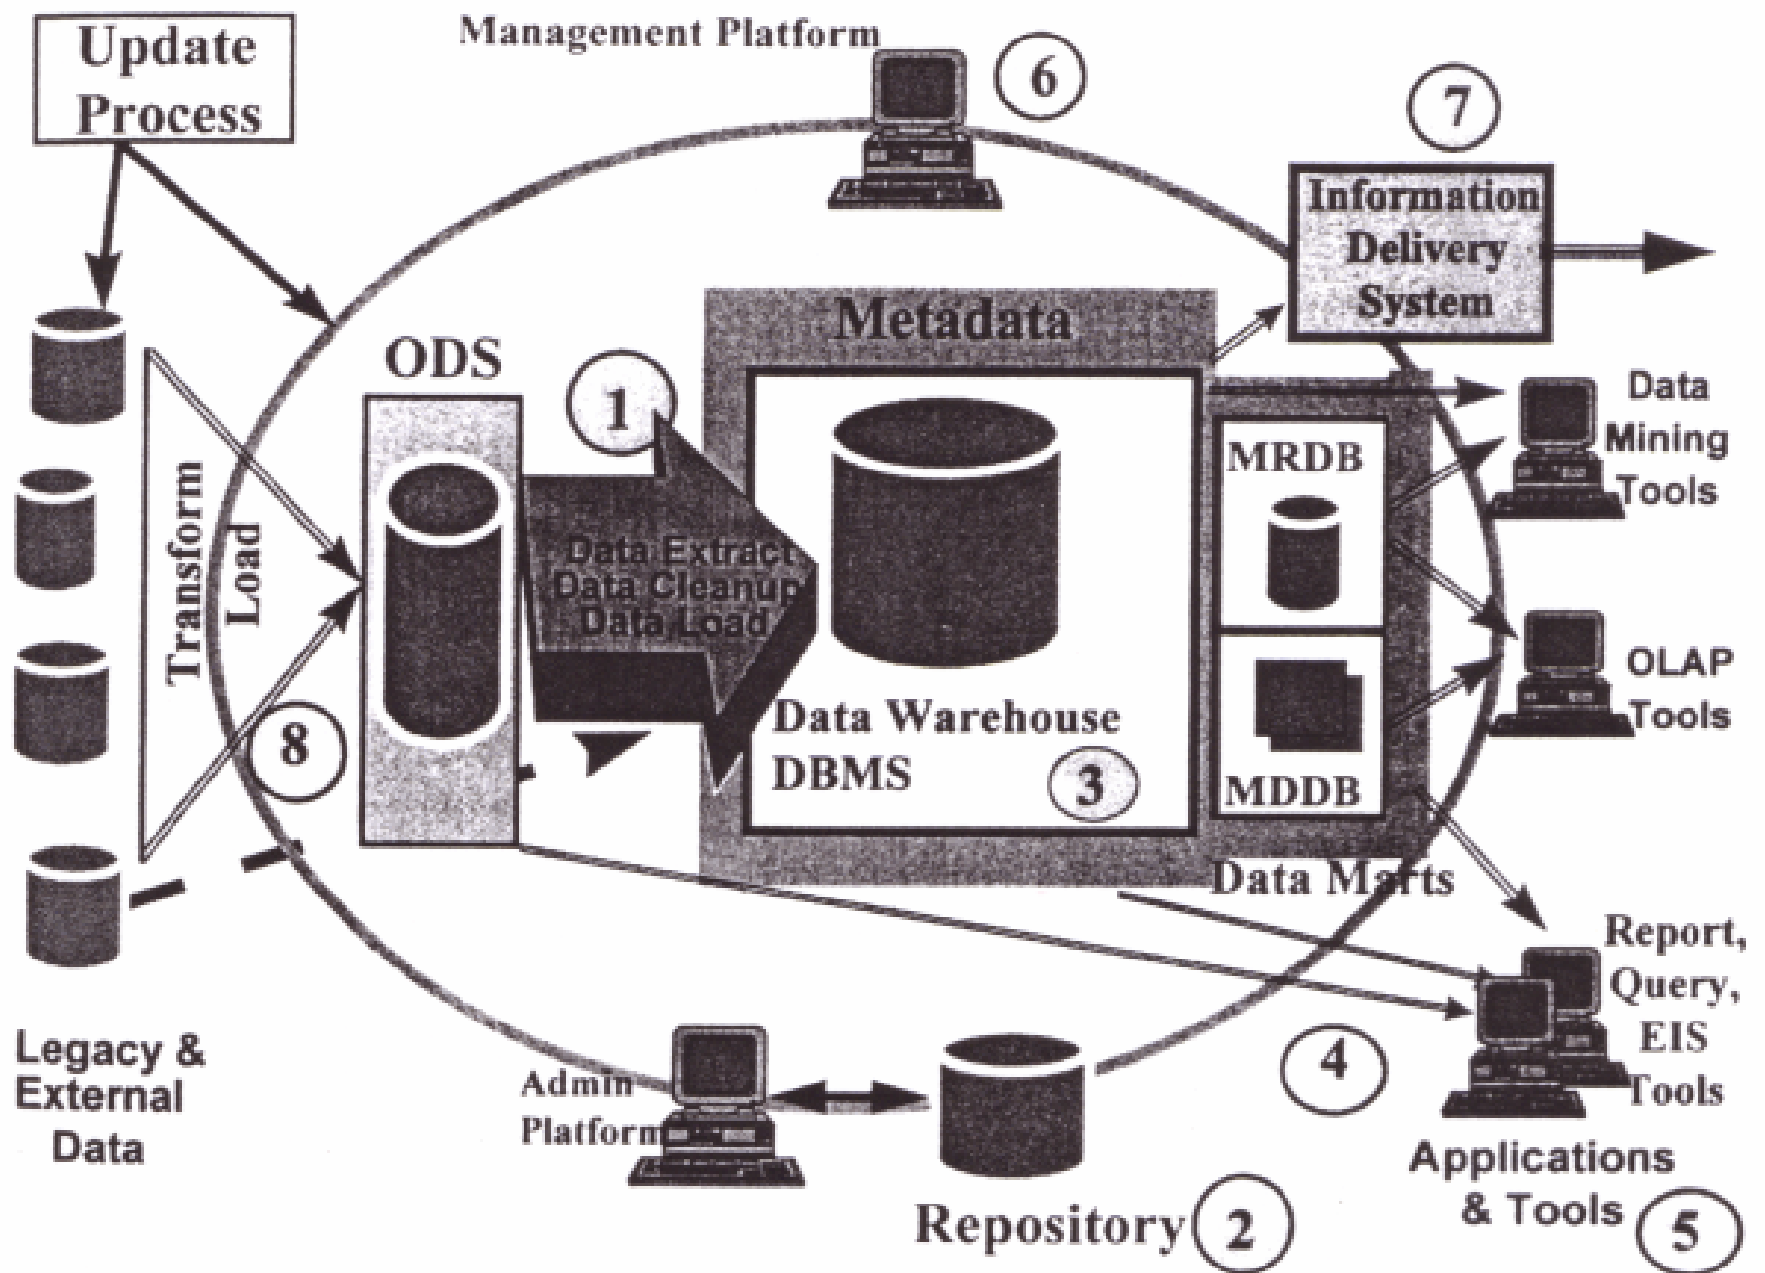 Update
Process
Management Platform
6
7
Information
Delivery
System
Metadata
ODS
1
Data
Mining
Tools
MRDB
Transform
Load
Data Extract
Data Cleanup
Data Load
OLAP
Tools
Data Warehouse
DBMS
3
MDDB
8
Data Marts
Report,
Query,
EIS
Tools
Legacy &
External
Data
Admin
Platform
4
Applications
& Tools
5
Repository
2